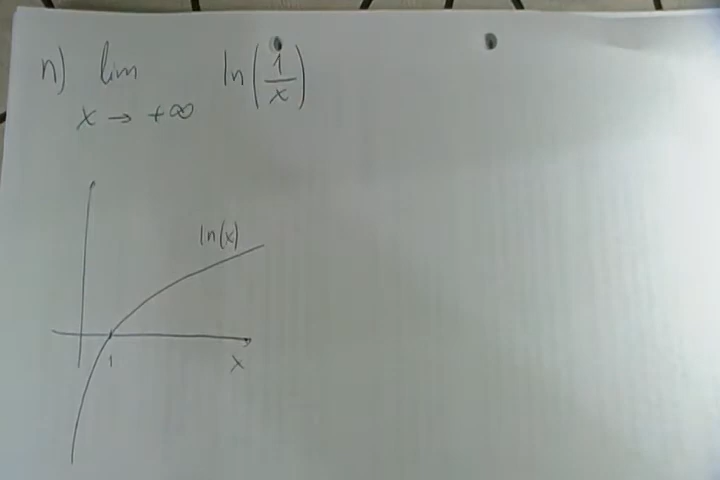 n) lim ln(1/x)
x → +∞
ln(x)
1 x